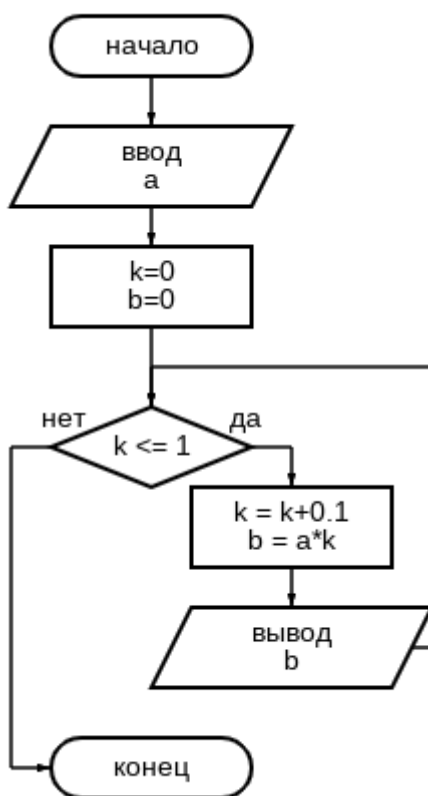 начало
ввод
a
k=0
b=0
нет
да
k <= 1
k = k+0.1
b = a*k
вывод
b
конец